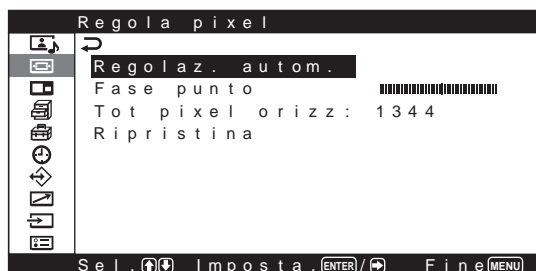 Regola pixel
Regolaz. autom.
Fase punto
Tot pixel orizz: 1344
Ripristina
Sel. Imposta. ENTER / Fine MENU